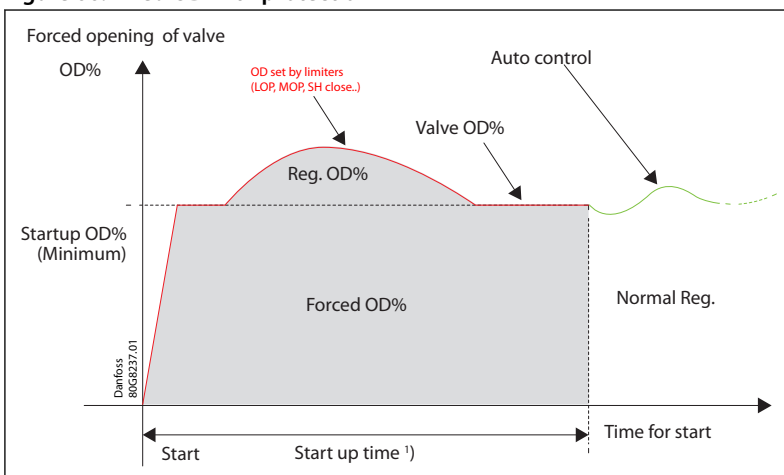 Forced opening of valve
OD%
OD set by limiters
(LOP, MOP, SH close..)
Auto control
Valve OD%
Reg. OD%
Startup OD%
(Minimum)
Forced OD%
Normal Reg.
Danfoss
80G8237.01
Time for start
Start
Start up time ¹)